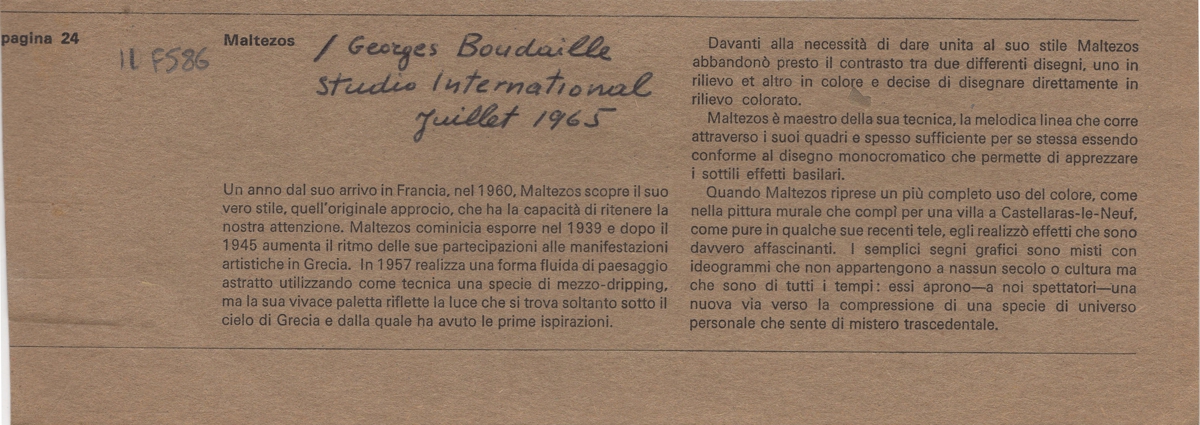 pagina 24
IL F586
Maltezos
/ Georges Boudaille
Studio International
Juillet 1965
Un anno dal suo arrivo in Francia, nel 1960, Maltezos scopre il suo
vero stile, quell'originale approcio, che ha la capacità di ritenere la
nostra attenzione. Maltezos cominicia esporre nel 1939 e dopo il
1945 aumenta il ritmo delle sue partecipazioni alle manifestazioni
artistiche in Grecia. In 1957 realizza una forma fluida di paesaggio
astratto utilizzando come tecnica una specie di mezzo-dripping,
ma la sua vivace paletta riflette la luce che si trova soltanto sotto il
cielo di Grecia e dalla quale ha avuto le prime ispirazioni.
Davanti alla necessità di dare unita al suo stile Maltezos
abbandonò presto il contrasto tra due differenti disegni, uno in
rilievo et altro in colore e decise di disegnare direttamente in
rilievo colorato.
Maltezos è maestro della sua tecnica, la melodica linea che corre
attraverso i suoi quadri e spesso sufficiente per se stessa essendo
conforme al disegno monocromatico che permette di apprezzare
i sottili effetti basilari.
Quando Maltezos riprese un più completo uso del colore, come
nella pittura murale che compì per una villa a Castellaras-le-Neuf,
come pure in qualche sue recenti tele, egli realizzò effetti che sono
davvero affascinanti. I semplici segni grafici sono misti con
ideogrammi che non appartengono a nassun secolo o cultura ma
che sono di tutti i tempi: essi àprono—a noi spettatori—una
nuova via verso la compressione di una specie di universo
personale che sente di mistero trascedentale.